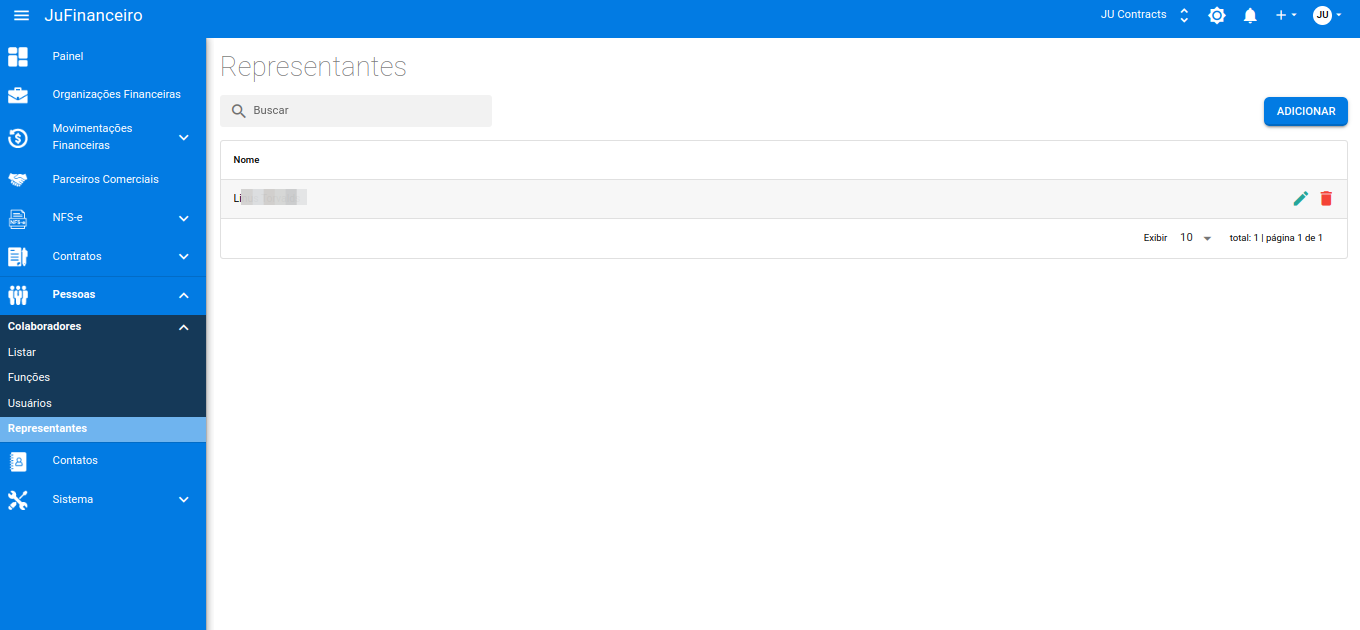 JuFinanceiro
JU Contracts
JU
Painel
Organizações Financeiras
Movimentações
Financeiras
Parceiros Comerciais
NFS-e
Contratos
Pessoas
Colaboradores
Listar
Funções
Usuários
Representantes
Contatos
Sistema
Representantes
Buscar
ADICIONAR
Nome
Li
Exibir 10 total: 1 | página 1 de 1